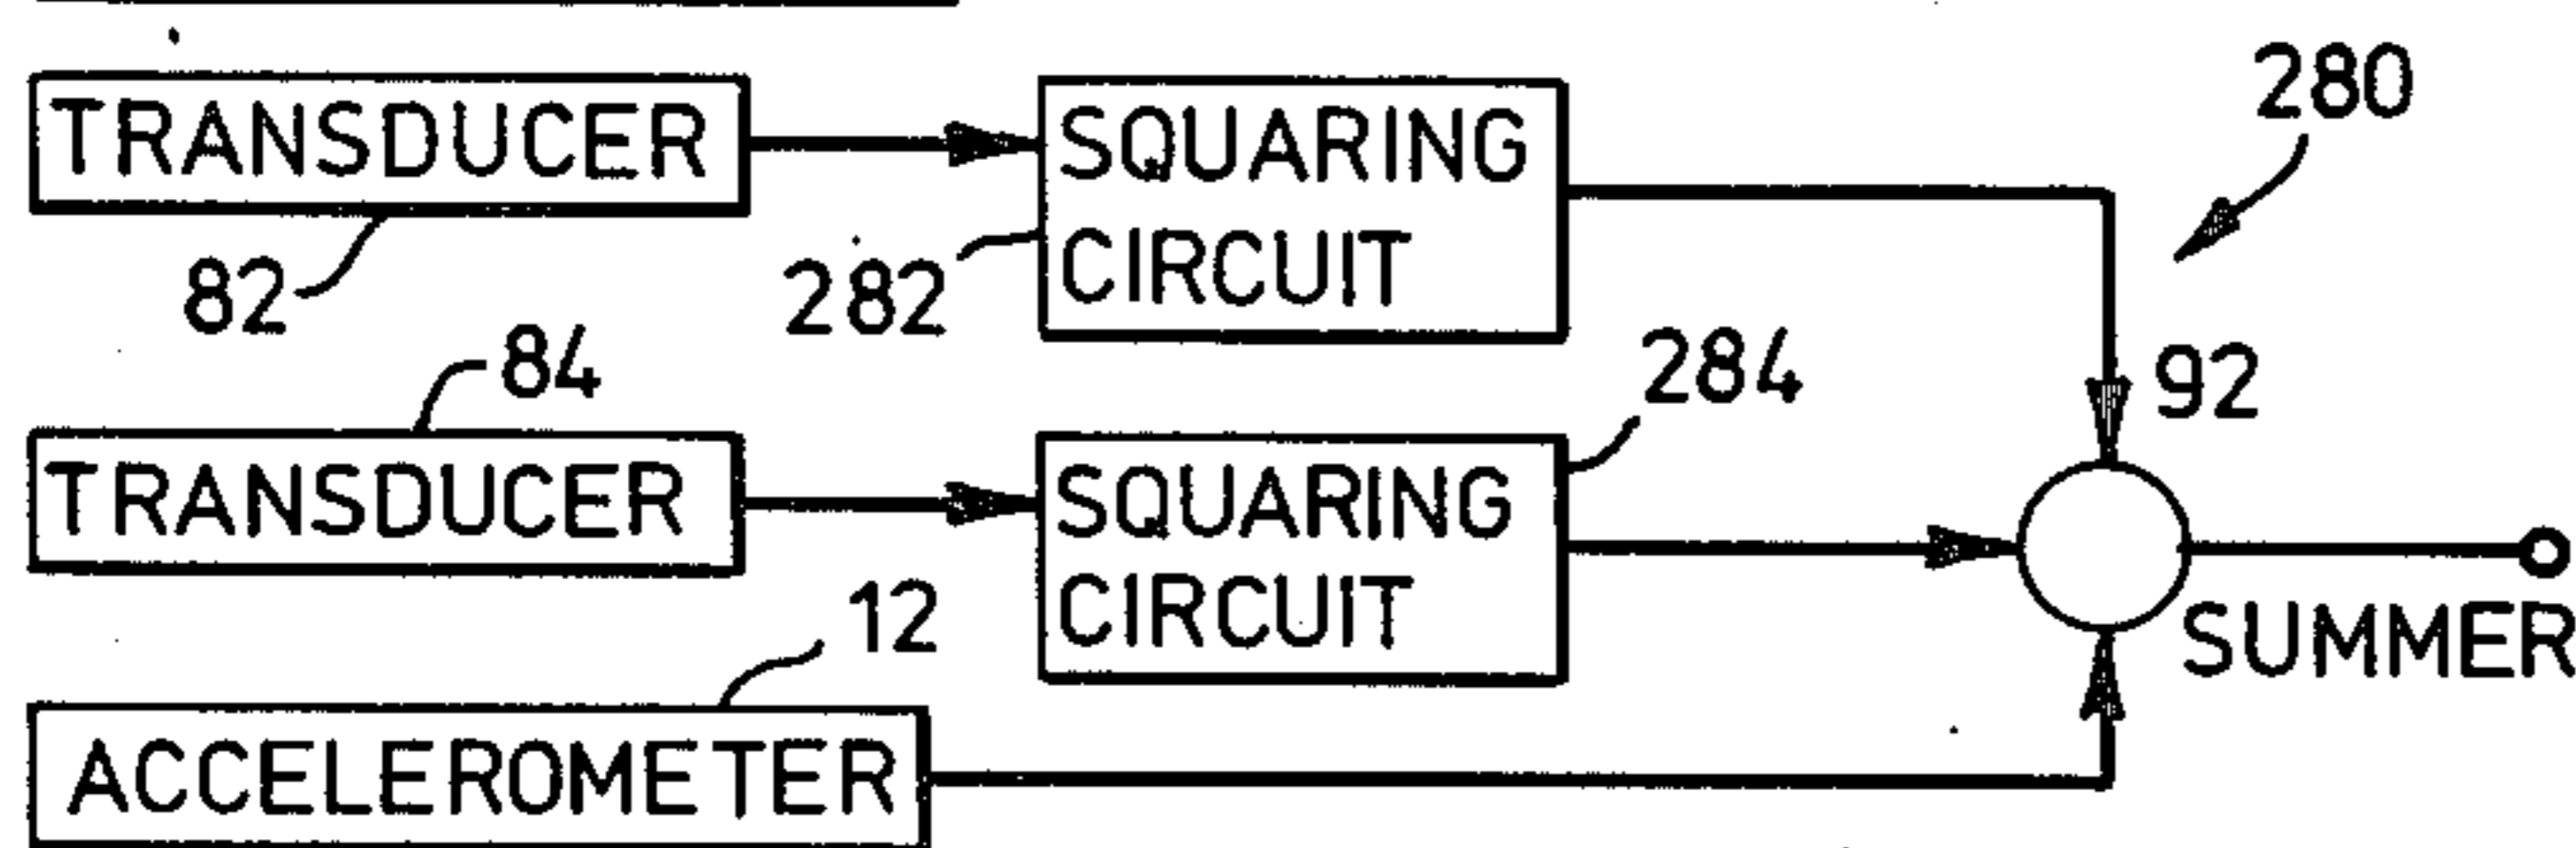 TRANSDUCER
82
SQUARING
CIRCUIT
282
280
92
TRANSDUCER
84
SQUARING
CIRCUIT
284
SUMMER
ACCELEROMETER
12